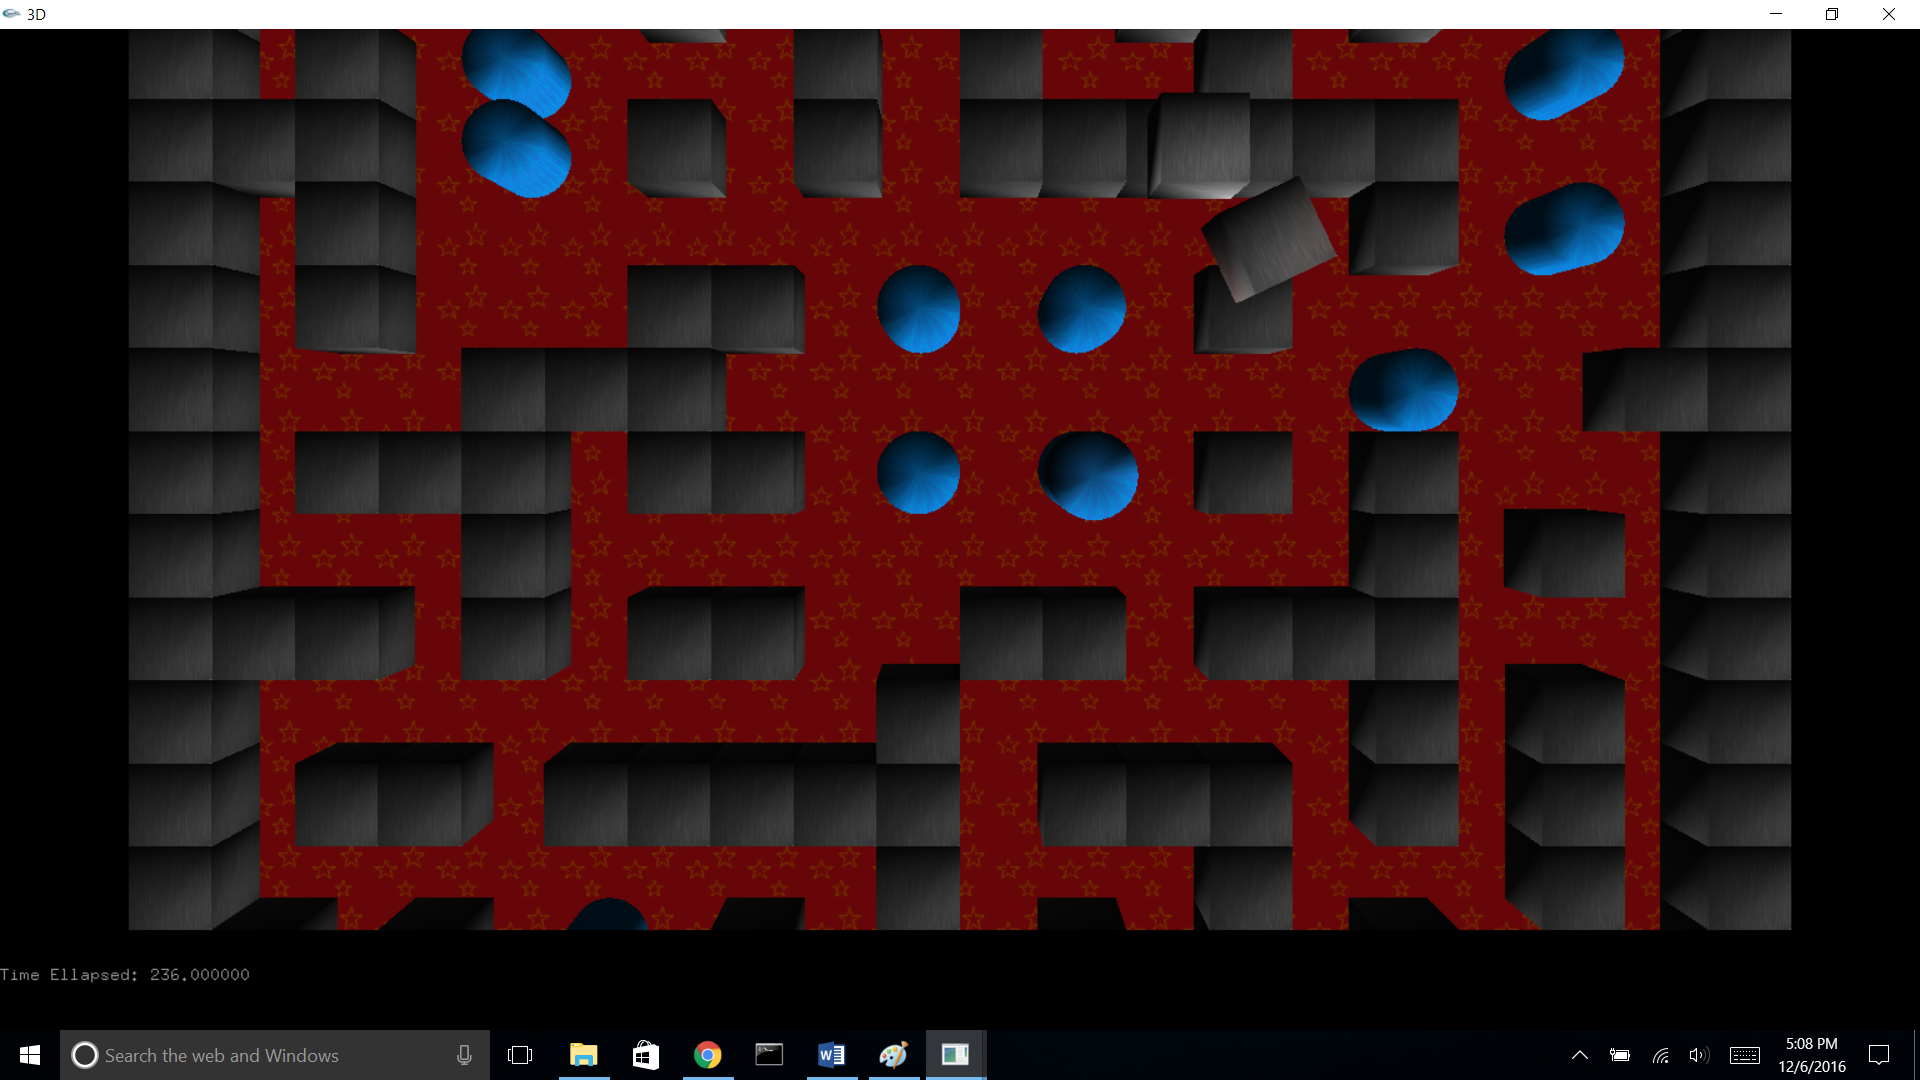 3D
Time Ellapsed: 236.000000
Search the web and Windows
5:08 PM
12/6/2016